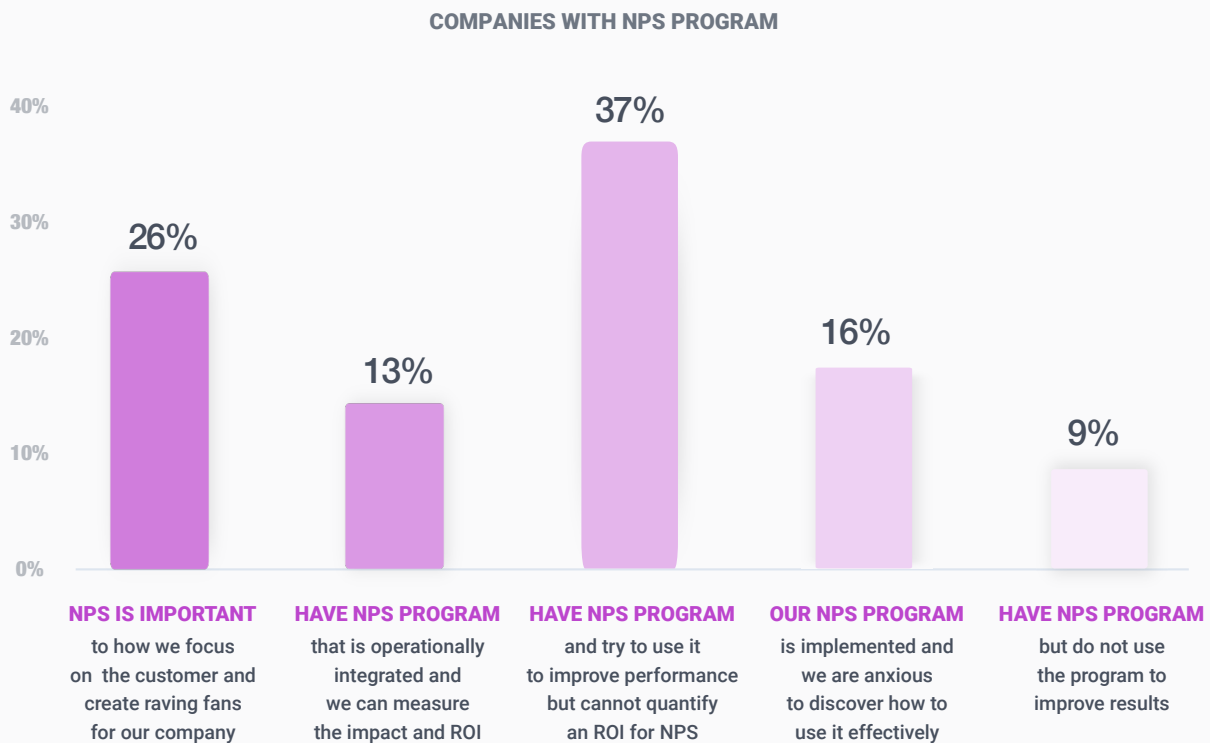 COMPANIES WITH NPS PROGRAM
40%
30%
20%
10%
0%
26%
13%
37%
16%
9%
NPS IS IMPORTANT
to how we focus
on the customer and
create raving fans
for our company
HAVE NPS PROGRAM
that is operationally
integrated and
we can measure
the impact and ROI
HAVE NPS PROGRAM
and try to use it
to improve performance
but cannot quantify
an ROI for NPS
OUR NPS PROGRAM
is implemented and
we are anxious
to discover how to
use it effectively
HAVE NPS PROGRAM
but do not use
the program to
improve results